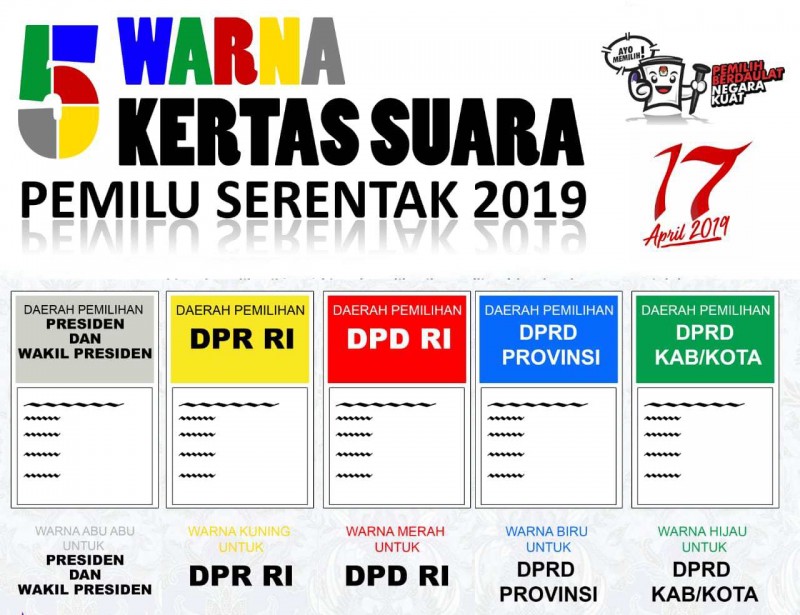 5 WARNA
KERTAS SUARA
PEMILU SERENTAK 2019
AYO
MEMILIH!
PEMILIH
BERDAULAT
NEGARA
KUAT
17
April 2019
DAERAH PEMILIHAN
PRESIDEN
DAN
WAKIL PRESIDEN
DAERAH PEMILIHAN
DPR RI
DAERAH PEMILIHAN
DPD RI
DAERAH PEMILIHAN
DPRD
PROVINSI
DAERAH PEMILIHAN
DPRD
KAB/KOTA
WARNA ABU ABU
UNTUK
PRESIDEN
DAN
WAKIL PRESIDEN
WARNA KUNING
UNTUK
DPR RI
WARNA MERAH
UNTUK
DPD RI
WARNA BIRU
UNTUK
DPRD
PROVINSI
WARNA HIJAU
UNTUK
DPRD
KAB/KOTA